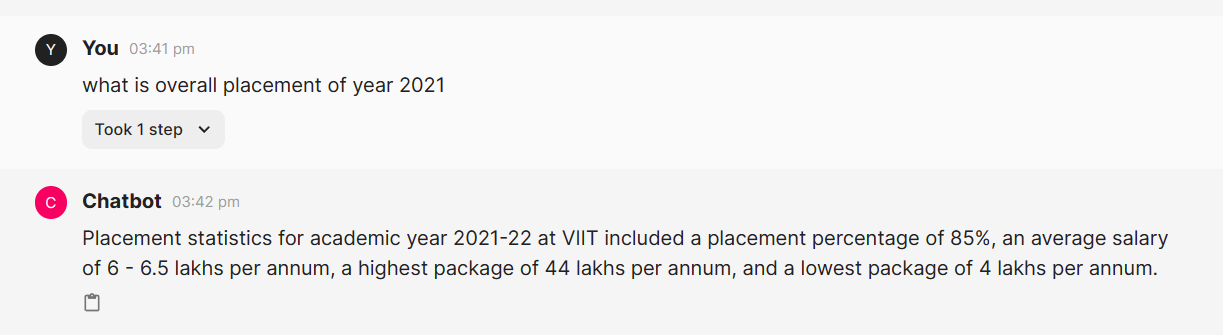 Y
You 03:41 pm
what is overall placement of year 2021
Took 1 step
C
Chatbot 03:42 pm
Placement statistics for academic year 2021-22 at VIIT included a placement percentage of 85%, an average salary
of 6 - 6.5 lakhs per annum, a highest package of 44 lakhs per annum, and a lowest package of 4 lakhs per annum.